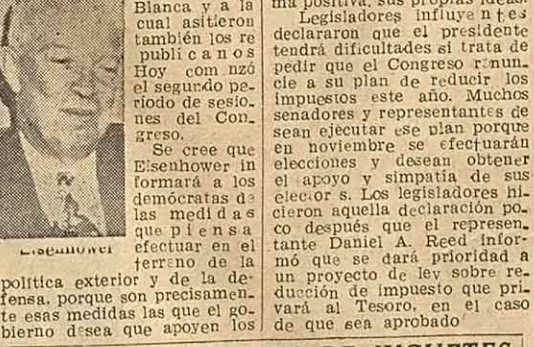 Blanca y a la
cual asitieron
también los re
publicanos
Hoy com nzó
el segundo pe-
ríodo de sesio-
nes del Con-
greso.
Se cree que
Eisenhower in
formará a los
demócratas de
las medidas
que piensa
efectuar en el
terreno de la
política exterior y de la de-
fensa, porque son precisamen-
te esas medidas las que el go-
bierno desea que apoyen los
Eisenhower
ma positiva, sus propias ideas.
Legisladores influyentes
declararon que el presidente
tendrá dificultades si trata de
pedir que el Congreso renun-
cie a su plan de reducir los
impuestos este año. Muchos
senadores y representantes de
sean ejecutar ese plan porque
en noviembre se efectuarán
elecciones y desean obtener
el apoyo y simpatía de sus
elector s. Los legisladores hi-
cieron aquella declaración po-
co después que el represen-
tante Daniel A. Reed infor-
mó que se dará prioridad a
un proyecto de ley sobre re-
ducción de impuesto que pri-
vará al Tesoro, en el caso
de que sea aprobado
JUGUETES